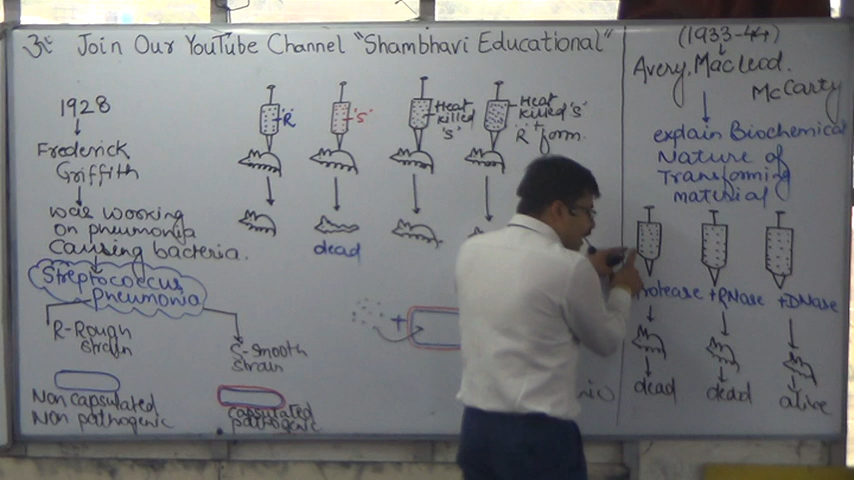 ॐ Join Our YouTube Channel "Shambhavi Educational"
1928
Frederick
Griffith
was working
on pneumonia
Causing bacteria.
Streptococcus
pneumonia
R-Rough
strain
S-smooth
strain
Non capsulated
Non pathogenic
capsulated
pathogenic
'R'
'S'
Heat
killed
'S'
Heat
killed 'S'
+
'R' form.
dead
+
(1933-44)
Avery, Macleod.
McCarty
explain Biochemical
Nature of
Transforming
material
+RNase
+DNase
dead
dead
alive